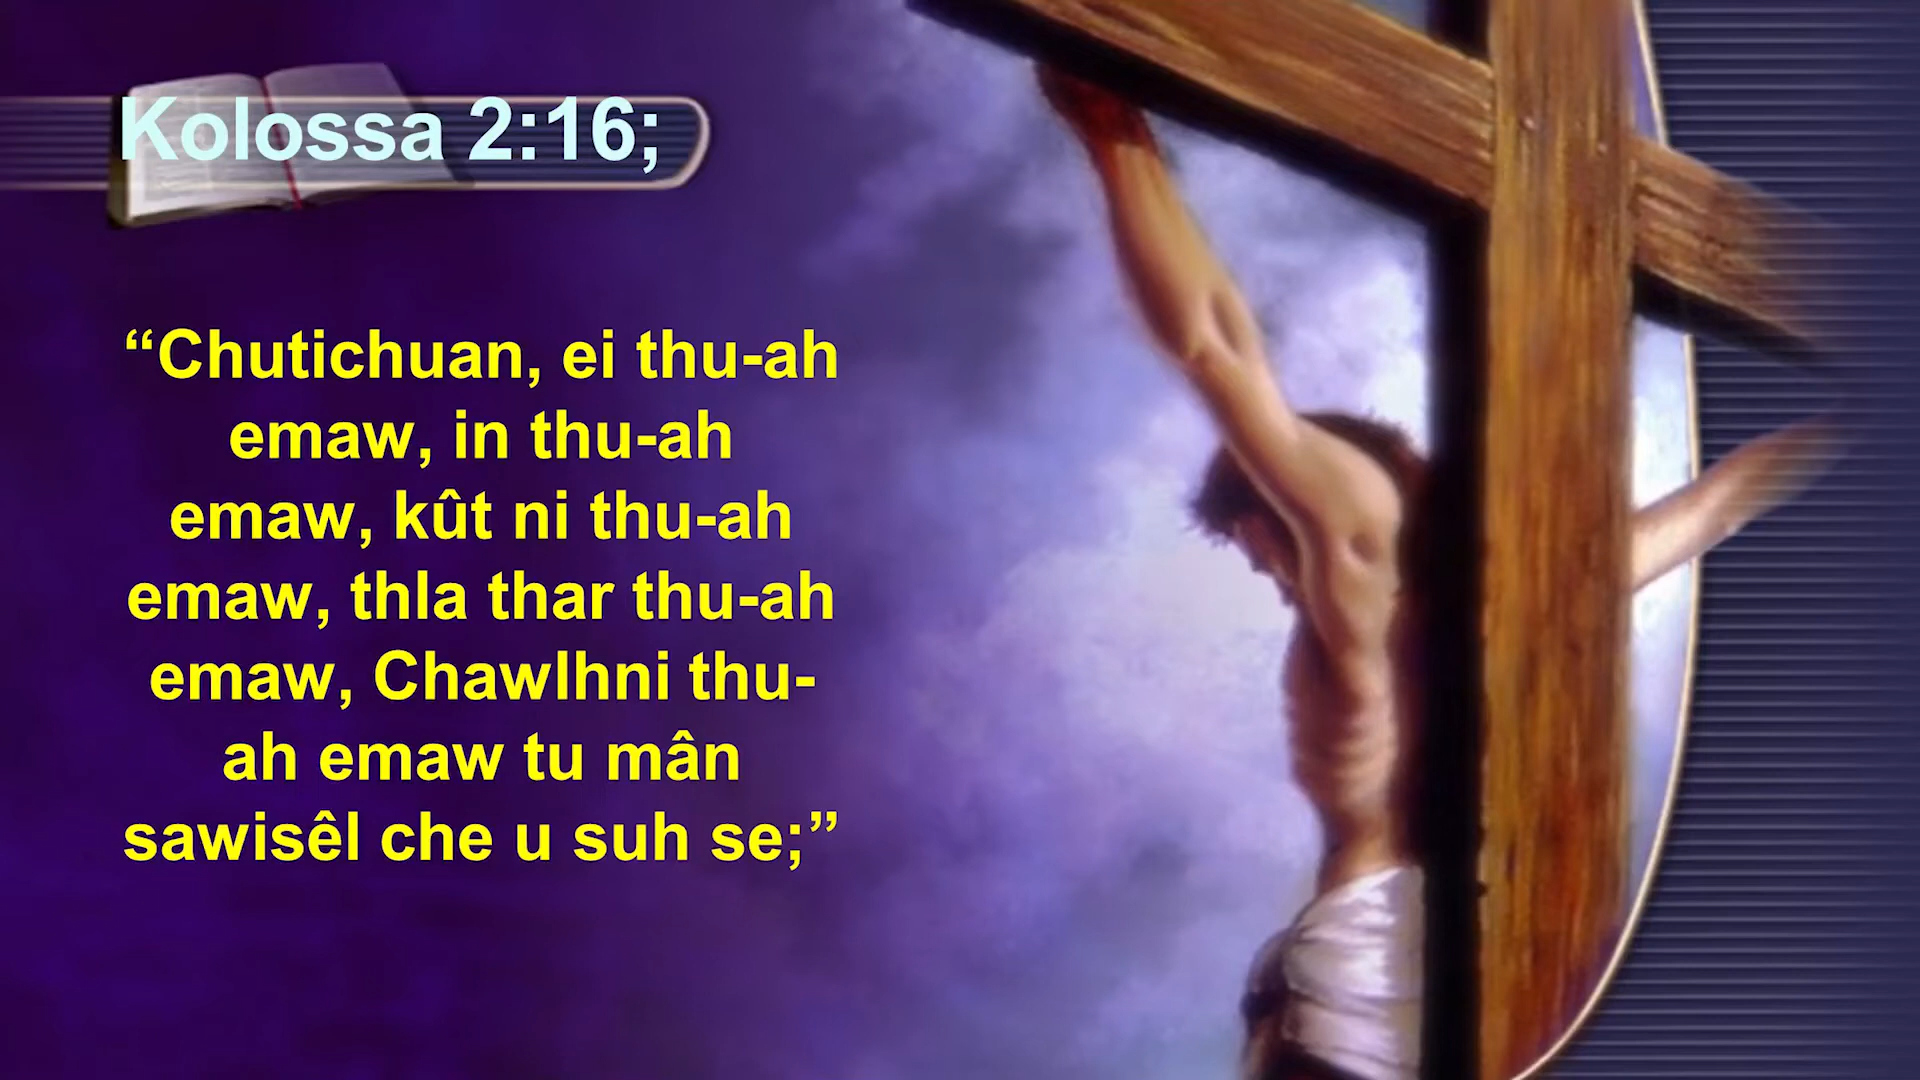 Kolossa 2:16;
“Chutichuan, ei thu-ah
emaw, in thu-ah
emaw, kût ni thu-ah
emaw, thla thar thu-ah
emaw, Chawlhni thu-
ah emaw tu mân
sawisêl che u suh se;”